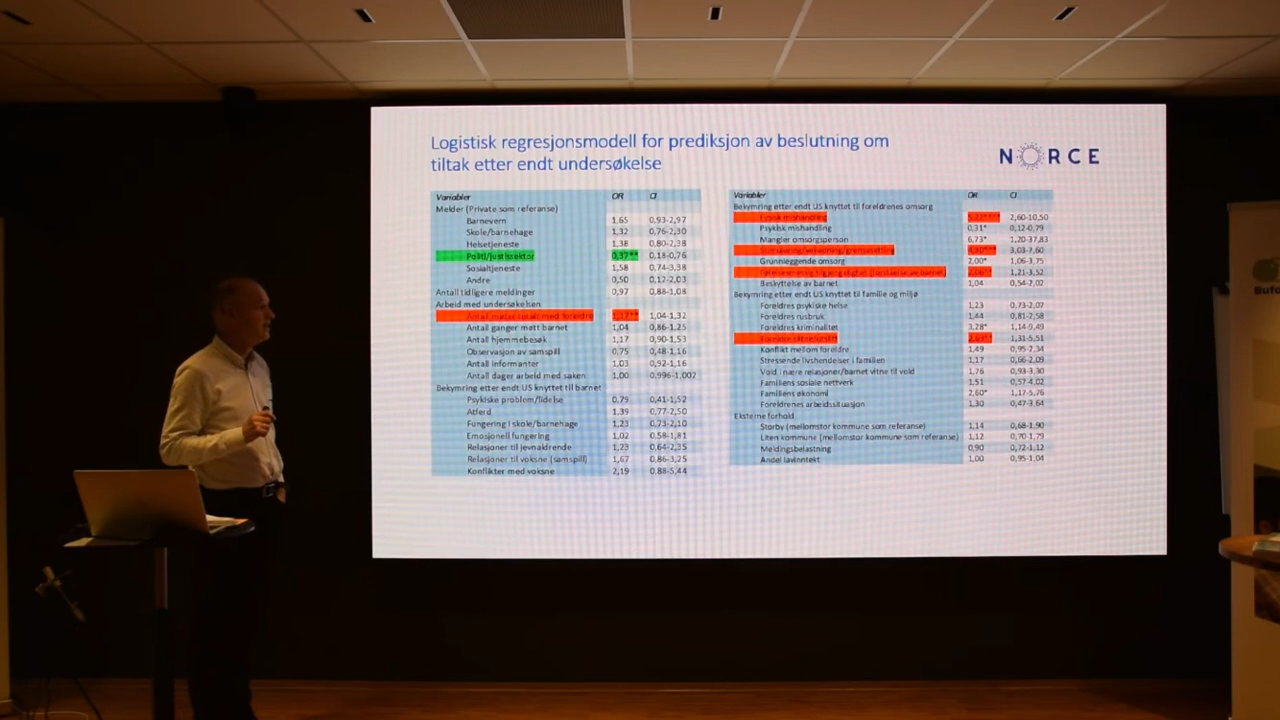 Logistisk regresjonsmodell for prediksjon av beslutning om
tiltak etter endt undersøkelse
NORCE
Variabler OR CI
Melder (Private som referanse)
Barnevern 1,65 0,93-2,97
Skole/barnehage 1,32 0,76-2,30
Helsetjeneste 1,38 0,80-2,38
Politi/justissektor 0,37** 0,18-0,76
Sosialtjeneste 1,58 0,74-3,38
Andre 0,50 0,12-2,03
Antall tidligere meldinger 0,97 0,88-1,08
Arbeid med undersøkelsen
Antall møter totalt med foreldre 1,17** 1,04-1,32
Antall ganger møtt barnet 1,04 0,86-1,25
Antall hjemmebesøk 1,17 0,90-1,53
Observasjon av samspill 0,75 0,48-1,16
Antall informanter 1,03 0,92-1,16
Antall dager arbeid med saken 1,00 0,996-1,002
Bekymring etter endt US knyttet til barnet
Psykiske problem/lidelse 0,79 0,41-1,52
Atferd 1,39 0,77-2,50
Fungering i skole/barnehage 1,23 0,73-2,10
Emosjonell fungering 1,02 0,58-1,81
Relasjoner til jevnaldrende 1,23 0,64-2,35
Relasjoner til voksne (samspill) 1,67 0,86-3,25
Konflikter med voksne 2,19 0,88-5,44
Variabler OR CI
Bekymring etter endt US knyttet til foreldrenes omsorg
Fysisk mishandling 2,60-10,50
Psykisk mishandling 0,31* 0,12-0,79
Mangler omsorgsperson 6,73* 1,20-37,83
Stimulering/veiledning/grensesetting 3,03-7,60
Grunnleggende omsorg 2,00* 1,06-3,75
tilgjengelighet (forståelse av barnet) 1,21-3,52
Beskyttelse av barnet 1,04 0,54-2,02
Bekymring etter endt US knyttet til familie og miljø
Foreldres psykiske helse 1,23 0,73-2,07
Foreldres rusbruk 1,44 0,81-2,58
Foreldres kriminalitet 3,28* 1,14-9,49
Foreldre 1,31-5,51
Konflikt mellom foreldre 1,49 0,95-2,34
Stressende livshendelser i familien 1,17 0,66-2,09
Vold i nære relasjoner/barnet vitne til vold 1,76 0,93-3,30
Familiens sosiale nettverk 1,51 0,57-4,02
Familiens økonomi 2,60* 1,17-5,76
Foreldrenes arbeidssituasjon 1,30 0,47-3,64
Eksterne forhold
Storby (mellomstor kommune som referanse) 1,14 0,68-1,90
Liten kommune (mellomstor kommune som referanse) 1,12 0,70-1,79
Meldingsbelastning 0,90 0,72-1,12
Andel lavinntekt 1,00 0,95-1,04